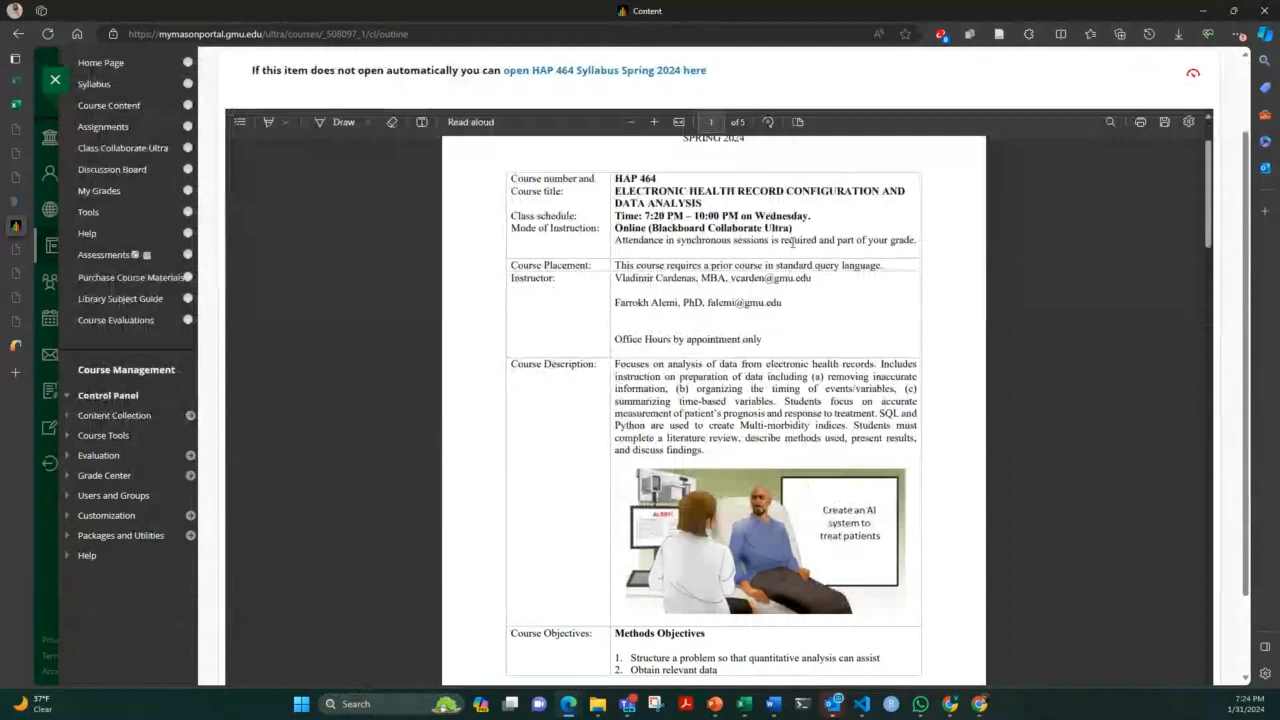 Content
https://mymasonportal.gmu.edu/ultra/courses/_508097_1/cl/outline
Home Page
Syllabus
Course Content
Assignments
Class Collaborate Ultra
Discussion Board
My Grades
Tools
Help
Assessments
Purchase Course Materials
Library Subject Guide
Course Evaluations
Course Management
Control Panel
Content Collection
Course Tools
Evaluation
Grade Center
Users and Groups
Customization
Packages and Utilities
Help
If this item does not open automatically you can open HAP 464 Syllabus Spring 2024 here
Draw
Read aloud
1 of 5
SPRING 2024
Course number and HAP 464
Course title: ELECTRONIC HEALTH RECORD CONFIGURATION AND
DATA ANALYSIS
Class schedule: Time: 7:20 PM – 10:00 PM on Wednesday.
Mode of Instruction: Online (Blackboard Collaborate Ultra)
Attendance in synchronous sessions is required and part of your grade.
Course Placement: This course requires a prior course in standard query language.
Instructor: Vladimir Cardenas, MBA, vcarden@gmu.edu
Farrokh Alemi, PhD, falemi@gmu.edu
Office Hours by appointment only
Course Description: Focuses on analysis of data from electronic health records. Includes
instruction on preparation of data including (a) removing inaccurate
information, (b) organizing the timing of events/variables, (c)
summarizing time-based variables. Students focus on accurate
measurement of patient's prognosis and response to treatment. SQL and
Python are used to create Multi-morbidity indices. Students must
complete a literature review, describe methods used, present results,
and discuss findings.
Create an AI
system to
treat patients
Course Objectives: Methods Objectives
1. Structure a problem so that quantitative analysis can assist
2. Obtain relevant data
37°F
Clear
Search
7:24 PM
1/31/2024